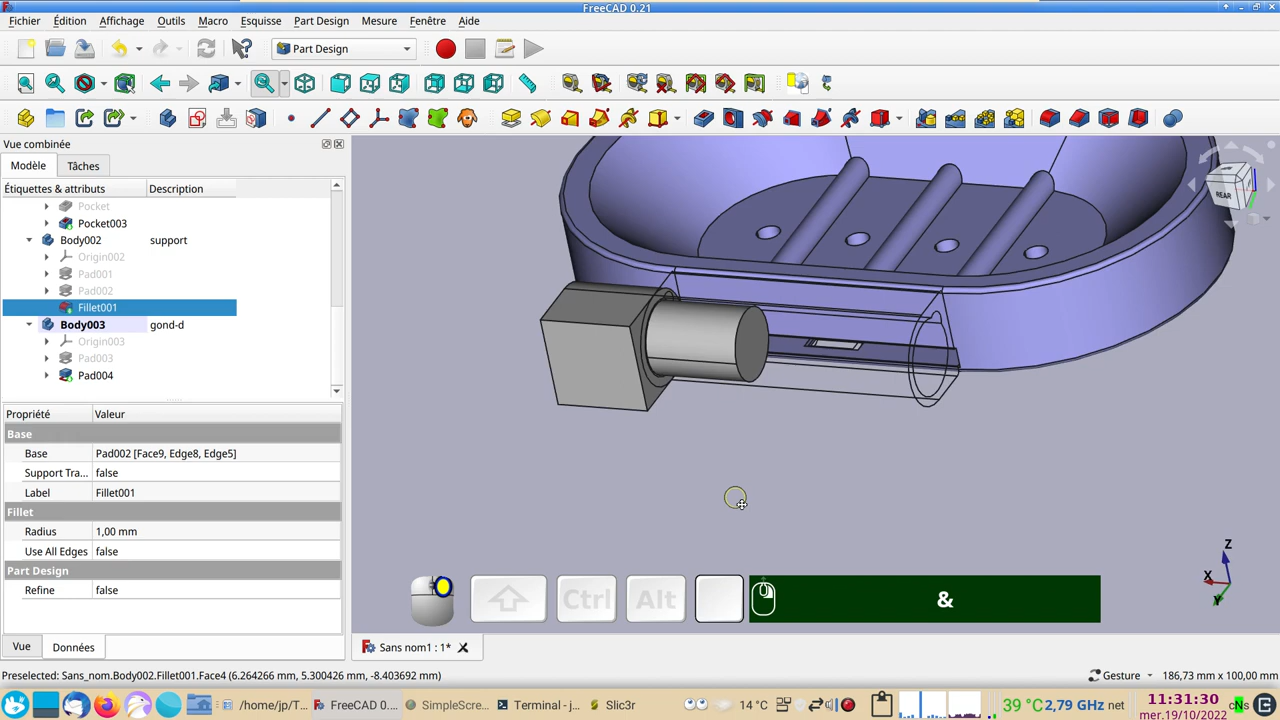 FreeCAD 0.21
Fichier Édition Affichage Outils Macro Esquisse Part Design Mesure Fenêtre Aide
Part Design
Vue combinée
Modèle Tâches
Étiquettes & attributs Description
Pocket
Pocket003
Body002 support
Origin002
Pad001
Pad002
Fillet001
Body003 gond-d
Origin003
Pad003
Pad004
Propriété Valeur
Base
Base Pad002 [Face9, Edge8, Edge5]
Support Tra... false
Label Fillet001
Fillet
Radius 1,00 mm
Use All Edges false
Part Design
Refine false
Vue Données
REAR
Z
X
Y
Ctrl Alt &
Sans nom1 : 1*
Preselected: Sans_nom.Body002.Fillet001.Face4 (6.264266 mm, 5.300426 mm, -8.403692 mm)
Gesture 186,73 mm x 100,00 mm
/home/jp/T... FreeCAD 0.... SimpleScre... Terminal - j... Slic3r 14 °C 39 °C 2,79 GHz net 11:31:30
mer.19/10/2022 cNs